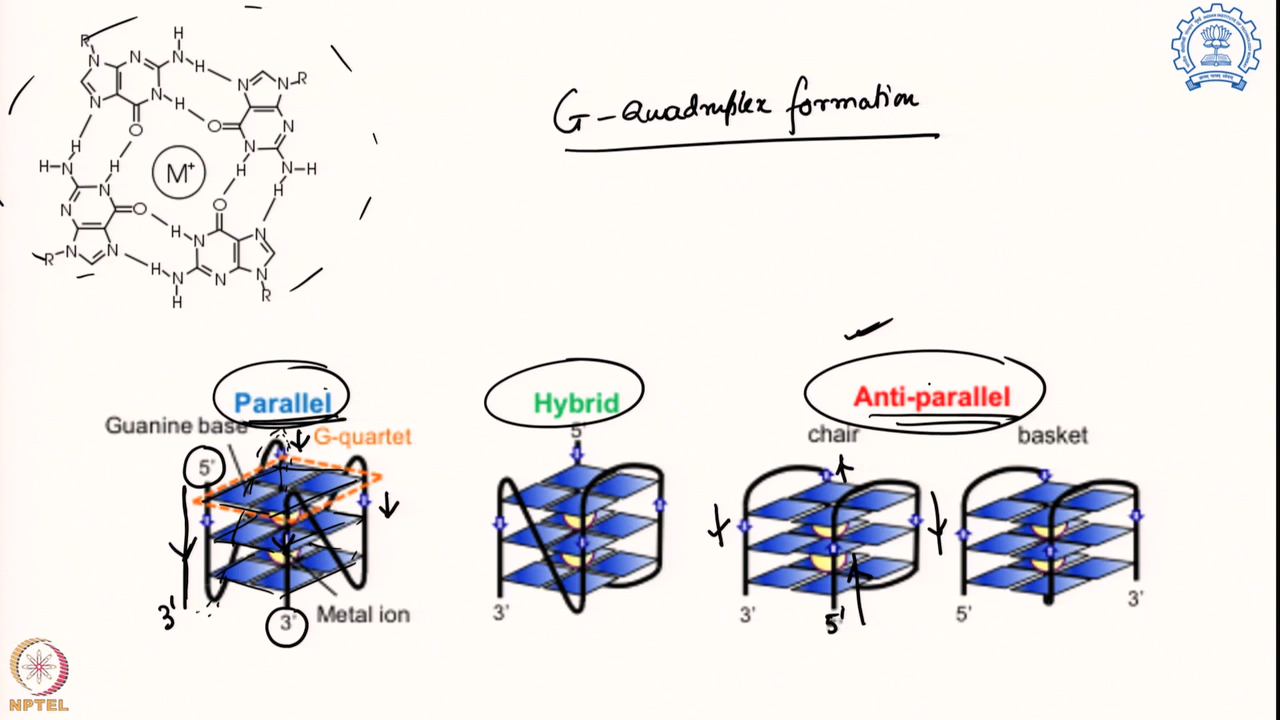 G-Quadruplex formation
R
N
N
H
N
H
N
R
N
N
H
O
O
N
N
H
M+
N
H
H
N
H
H
N
H
H
N
H
O
O
N
N
H
N
R
N
N
H
N
N
N
H
R
Parallel
Hybrid
Anti-parallel
Guanine base
G-quartet
5'
chair
basket
5'
3'
3'
Metal ion
3'
3'
5'
5'
3'
NPTEL